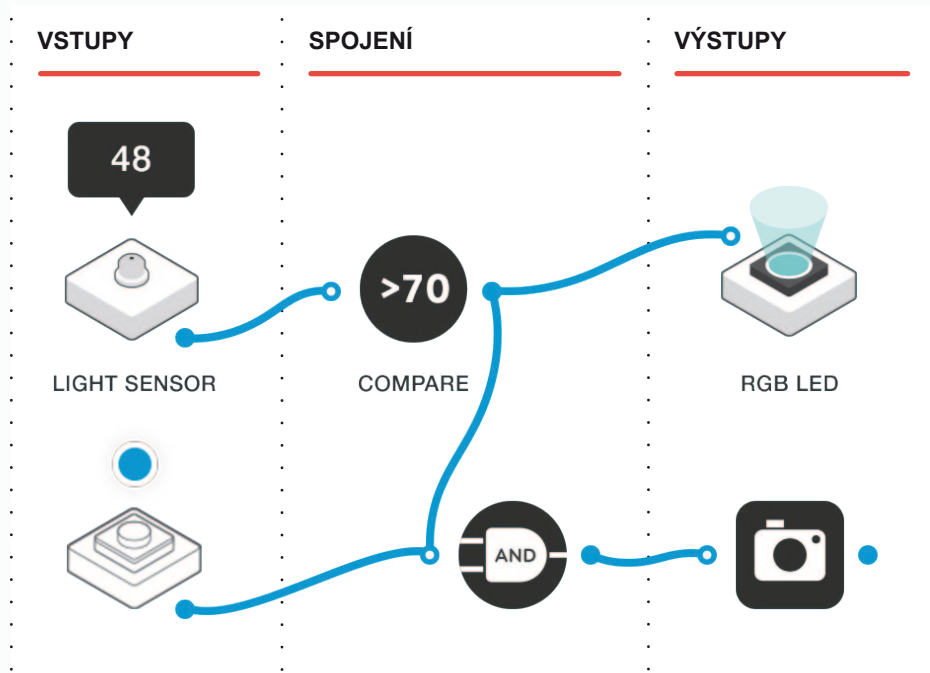 VSTUPY
SPOJENÍ
VÝSTUPY
48
>70
LIGHT SENSOR
COMPARE
RGB LED
AND